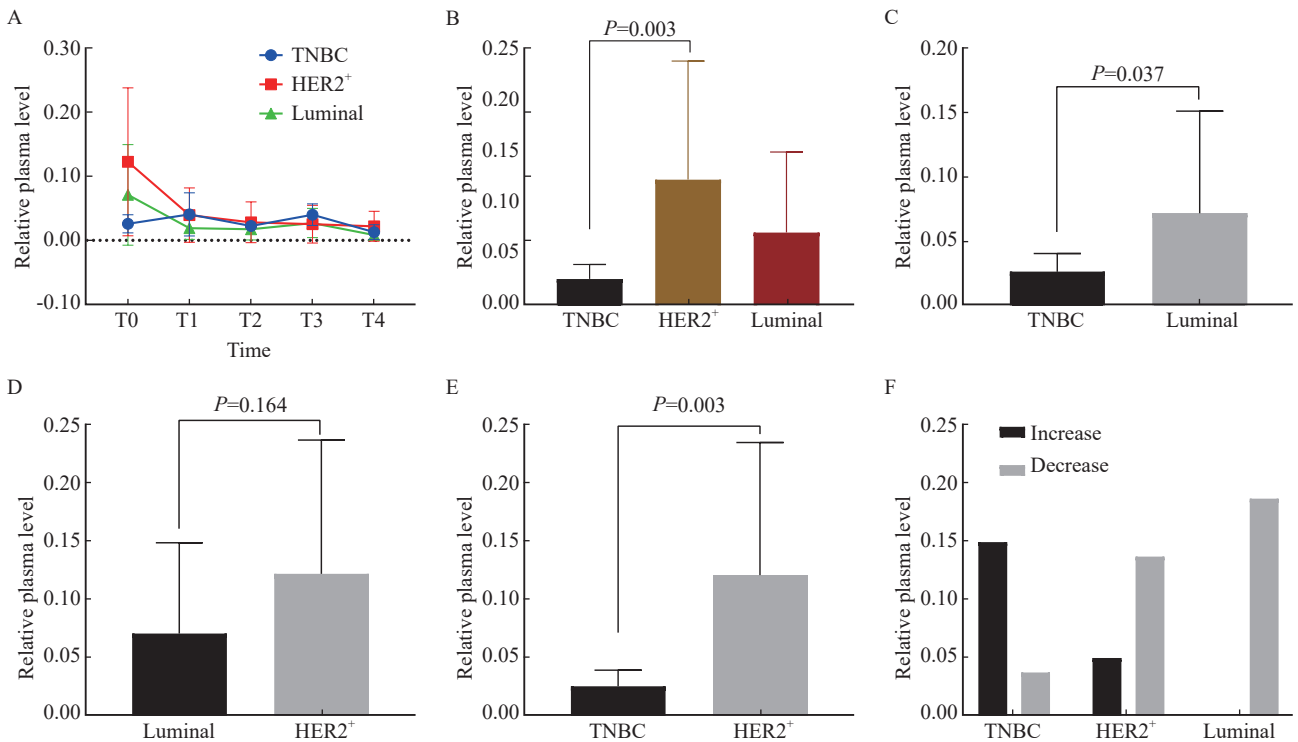 A
Relative plasma level
0.30
0.20
0.10
0.00
-0.10
TNBC
HER2⁺
Luminal
T0 T1 T2 T3 T4
Time
B
Relative plasma level
0.25
0.20
0.15
0.10
0.05
0.00
P=0.003
TNBC HER2⁺ Luminal
C
Relative plasma level
0.20
0.15
0.10
0.05
0.00
P=0.037
TNBC Luminal
D
Relative plasma level
0.25
0.20
0.15
0.10
0.05
0.00
P=0.164
Luminal HER2⁺
E
Relative plasma level
0.25
0.20
0.15
0.10
0.05
0.00
P=0.003
TNBC HER2⁺
F
Relative plasma level
0.25
0.20
0.15
0.10
0.05
0.00
Increase
Decrease
TNBC HER2⁺ Luminal